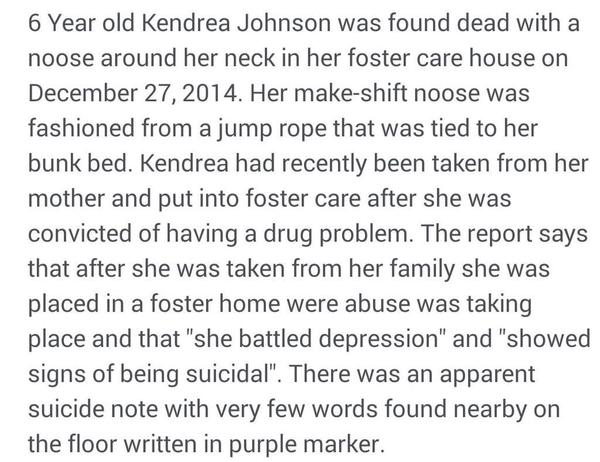 6 Year old Kendrea Johnson was found dead with a
noose around her neck in her foster care house on
December 27, 2014. Her make-shift noose was
fashioned from a jump rope that was tied to her
bunk bed. Kendrea had recently been taken from her
mother and put into foster care after she was
convicted of having a drug problem. The report says
that after she was taken from her family she was
placed in a foster home were abuse was taking
place and that "she battled depression" and "showed
signs of being suicidal". There was an apparent
suicide note with very few words found nearby on
the floor written in purple marker.